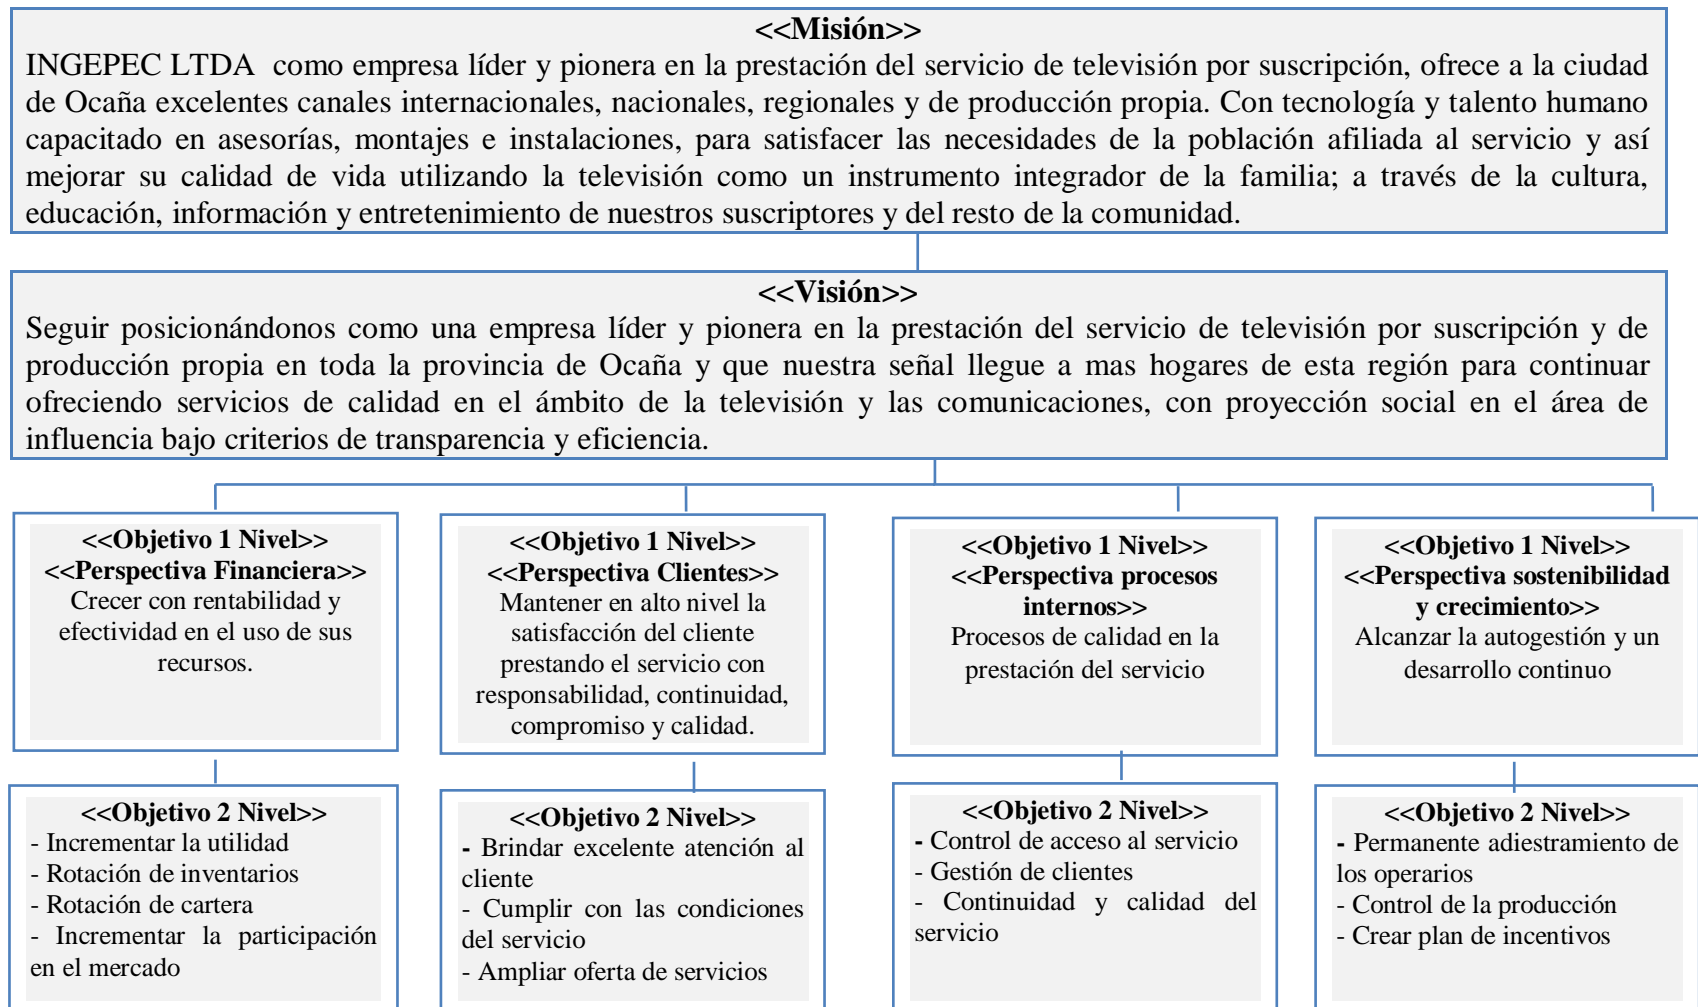 <<Misión>>
INGEPEC LTDA como empresa líder y pionera en la prestación del servicio de televisión por suscripción, ofrece a la ciudad
de Ocaña excelentes canales internacionales, nacionales, regionales y de producción propia. Con tecnología y talento humano
capacitado en asesorías, montajes e instalaciones, para satisfacer las necesidades de la población afiliada al servicio y así
mejorar su calidad de vida utilizando la televisión como un instrumento integrador de la familia; a través de la cultura,
educación, información y entretenimiento de nuestros suscriptores y del resto de la comunidad.
<<Visión>>
Seguir posicionándonos como una empresa líder y pionera en la prestación del servicio de televisión por suscripción y de
producción propia en toda la provincia de Ocaña y que nuestra señal llegue a mas hogares de esta región para continuar
ofreciendo servicios de calidad en el ámbito de la televisión y las comunicaciones, con proyección social en el área de
influencia bajo criterios de transparencia y eficiencia.
<<Objetivo 1 Nivel>>
<<Perspectiva Financiera>>
Crecer con rentabilidad y
efectividad en el uso de sus
recursos.
<<Objetivo 1 Nivel>>
<<Perspectiva Clientes>>
Mantener en alto nivel la
satisfacción del cliente
prestando el servicio con
responsabilidad, continuidad,
compromiso y calidad.
<<Objetivo 1 Nivel>>
<<Perspectiva procesos
internos>>
Procesos de calidad en la
prestación del servicio
<<Objetivo 1 Nivel>>
<<Perspectiva sostenibilidad
y crecimiento>>
Alcanzar la autogestión y un
desarrollo continuo
<<Objetivo 2 Nivel>>
- Incrementar la utilidad
- Rotación de inventarios
- Rotación de cartera
- Incrementar la participación
en el mercado
<<Objetivo 2 Nivel>>
- Brindar excelente atención al
cliente
- Cumplir con las condiciones
del servicio
- Ampliar oferta de servicios
<<Objetivo 2 Nivel>>
- Control de acceso al servicio
- Gestión de clientes
- Continuidad y calidad del
servicio
<<Objetivo 2 Nivel>>
- Permanente adiestramiento de
los operarios
- Control de la producción
- Crear plan de incentivos